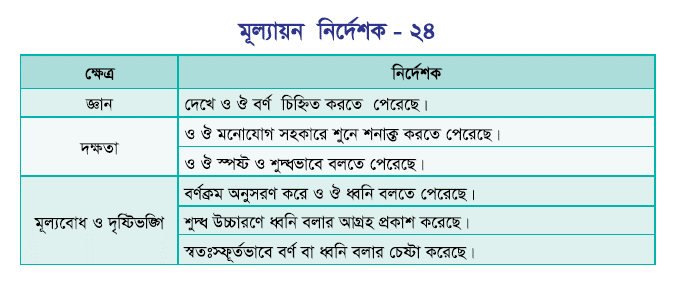 মূল্যায়ন নির্দেশক - ২৪
ক্ষেত্র নির্দেশক
জ্ঞান দেখে ও ঔ বর্ণ চিহ্নিত করতে পেরেছে।
দক্ষতা
ও ঔ মনোযোগ সহকারে শুনে শনাক্ত করতে পেরেছে।
ও ঔ স্পষ্ট ও শুদ্ধভাবে বলতে পেরেছে।
মূল্যবোধ ও দৃষ্টিভঙ্গি
বর্ণক্রম অনুসরণ করে ও ঔ ধ্বনি বলতে পেরেছে।
শুদ্ধ উচ্চারণে ধ্বনি বলার আগ্রহ প্রকাশ করেছে।
স্বতঃস্ফূর্তভাবে বর্ণ বা ধ্বনি বলার চেষ্টা করেছে।